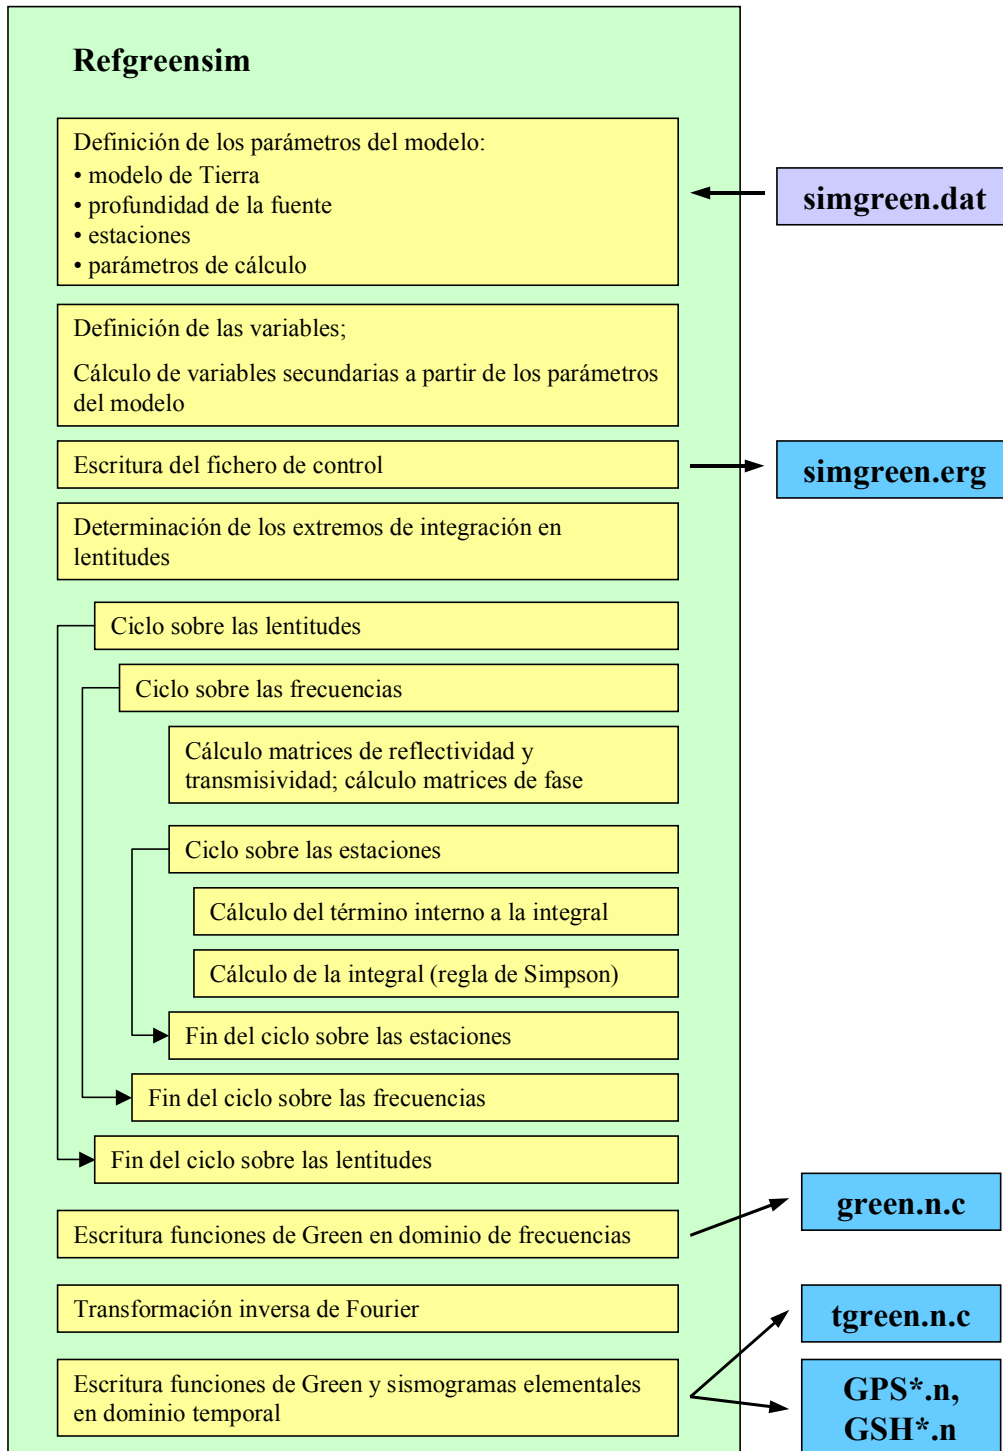 Refgreensim
Definición de los parámetros del modelo:
• modelo de Tierra
• profundidad de la fuente
• estaciones
• parámetros de cálculo
simgreen.dat
Definición de las variables;
Cálculo de variables secundarias a partir de los parámetros
del modelo
Escritura del fichero de control
simgreen.erg
Determinación de los extremos de integración en
lentitudes
Ciclo sobre las lentitudes
Ciclo sobre las frecuencias
Cálculo matrices de reflectividad y
transmisividad; cálculo matrices de fase
Ciclo sobre las estaciones
Cálculo del término interno a la integral
Cálculo de la integral (regla de Simpson)
Fin del ciclo sobre las estaciones
Fin del ciclo sobre las frecuencias
Fin del ciclo sobre las lentitudes
Escritura funciones de Green en dominio de frecuencias
green.n.c
Transformación inversa de Fourier
tgreen.n.c
Escritura funciones de Green y sismogramas elementales
en dominio temporal
GPS*.n,
GSH*.n